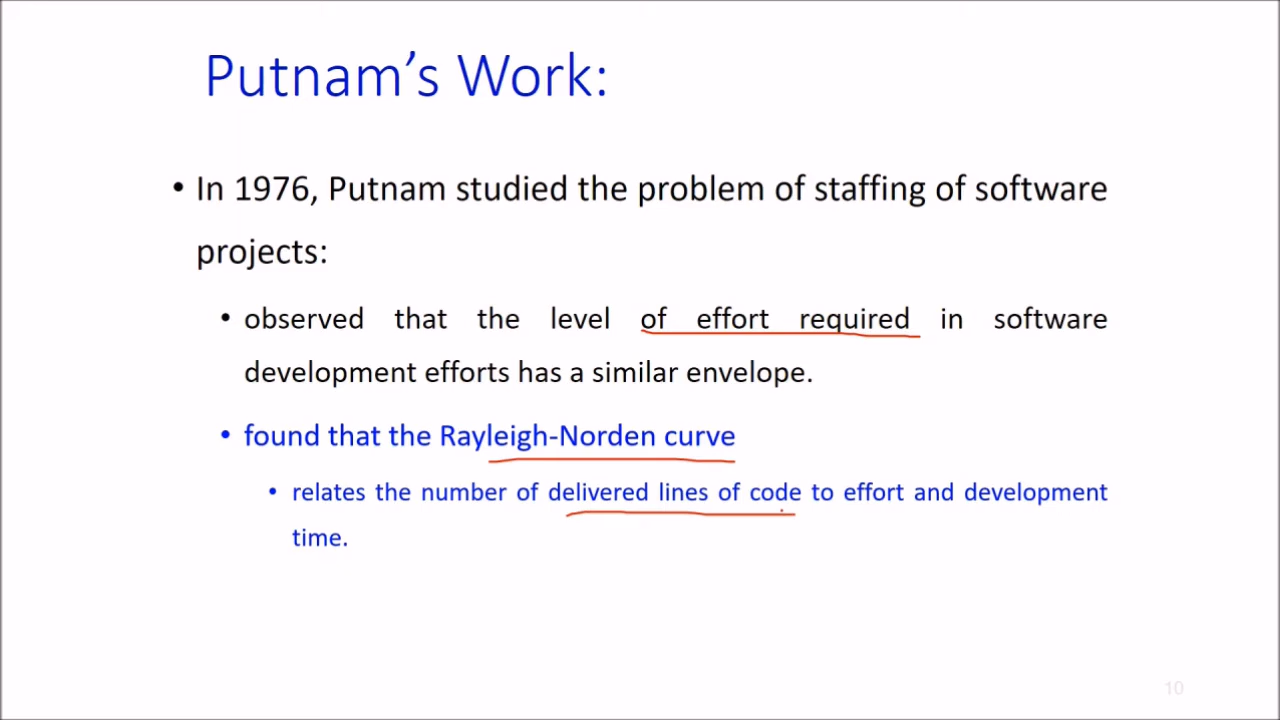 Putnam’s Work:
• In 1976, Putnam studied the problem of staffing of software
projects:
• observed that the level of effort required in software
development efforts has a similar envelope.
• found that the Rayleigh-Norden curve
• relates the number of delivered lines of code to effort and development
time.
10